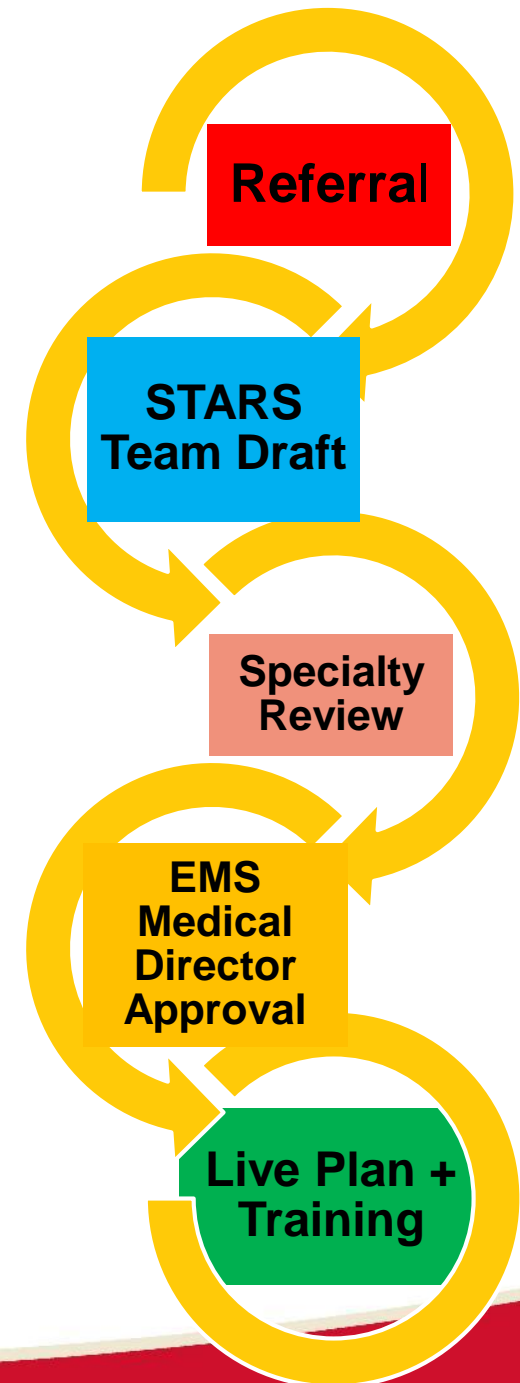 Referral
STARS
Team Draft
Specialty
Review
EMS
Medical
Director
Approval
Live Plan +
Training